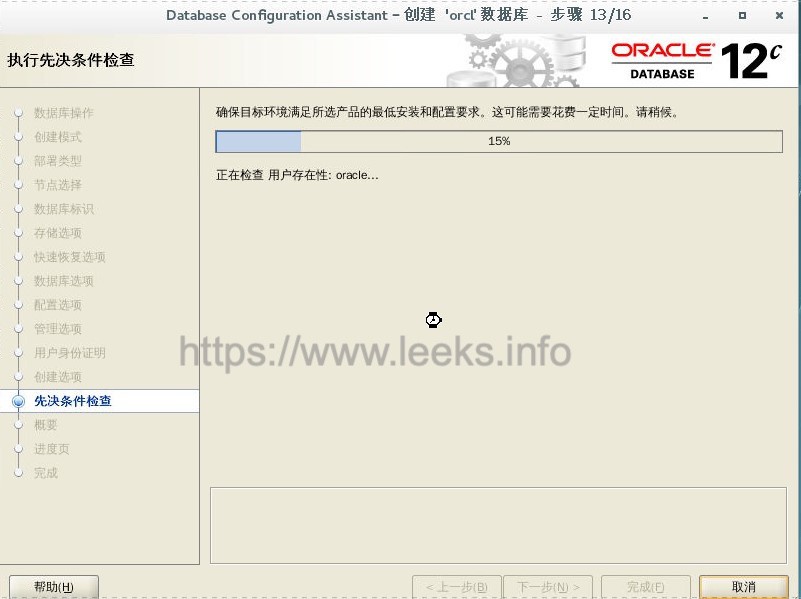 Database Configuration Assistant – 创建 'orcl' 数据库 - 步骤 13/16
执行先决条件检查
ORACLE
DATABASE
12c
数据库操作
创建模式
部署类型
节点选择
数据库标识
存储选项
快速恢复选项
数据库选项
配置选项
管理选项
用户身份证明
创建选项
先决条件检查
概要
进度页
完成
确保目标环境满足所选产品的最低安装和配置要求。这可能需要花费一定时间。请稍候。
15%
正在检查 用户存在性: oracle...
https://www.leeks.info
帮助(H)
< 上一步(B)
下一步(N) >
完成(F)
取消